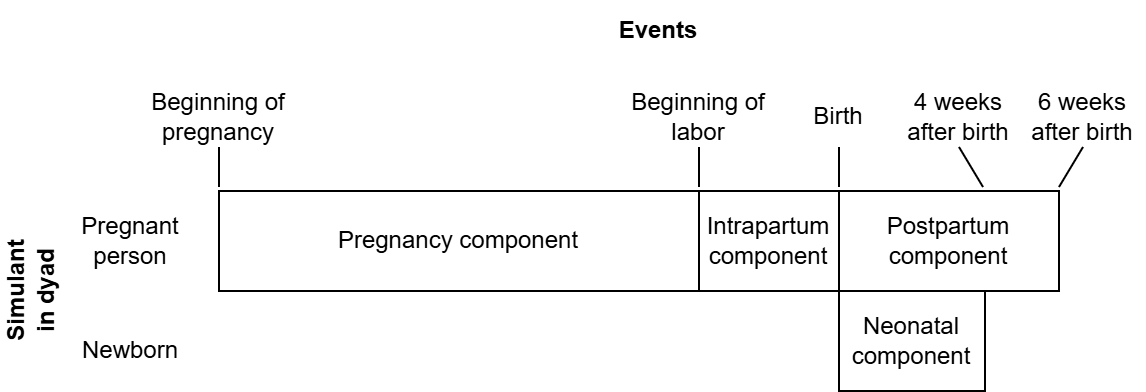 Events
Beginning of
pregnancy
Beginning of
labor
Birth
4 weeks
after birth
6 weeks
after birth
Simulant
in dyad
Pregnant
person
Pregnancy component
Intrapartum
component
Postpartum
component
Newborn
Neonatal
component